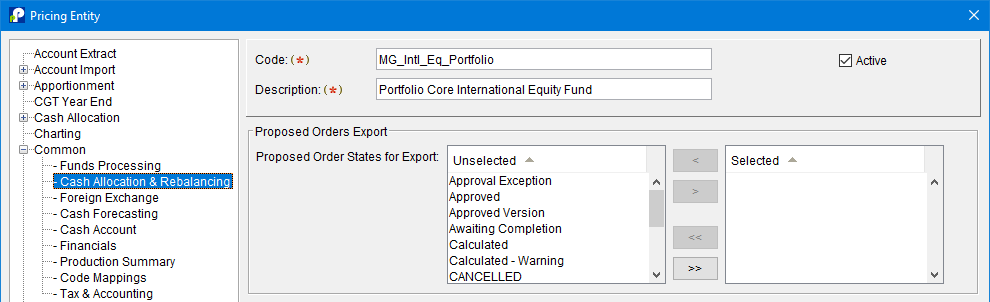 Pricing Entity
Account Extract
Account Import
Apportionment
CGT Year End
Cash Allocation
Charting
Common
- Funds Processing
- Cash Allocation & Rebalancing
- Foreign Exchange
- Cash Forecasting
- Cash Account
- Financials
- Production Summary
- Code Mappings
- Tax & Accounting
Code: (*) MG_Intl_Eq_Portfolio
Active
Description: (*) Portfolio Core International Equity Fund
Proposed Orders Export
Proposed Order States for Export:
Unselected
Approval Exception
Approved
Approved Version
Awaiting Completion
Calculated
Calculated - Warning
CANCELLED
<
>
<<
>>
Selected